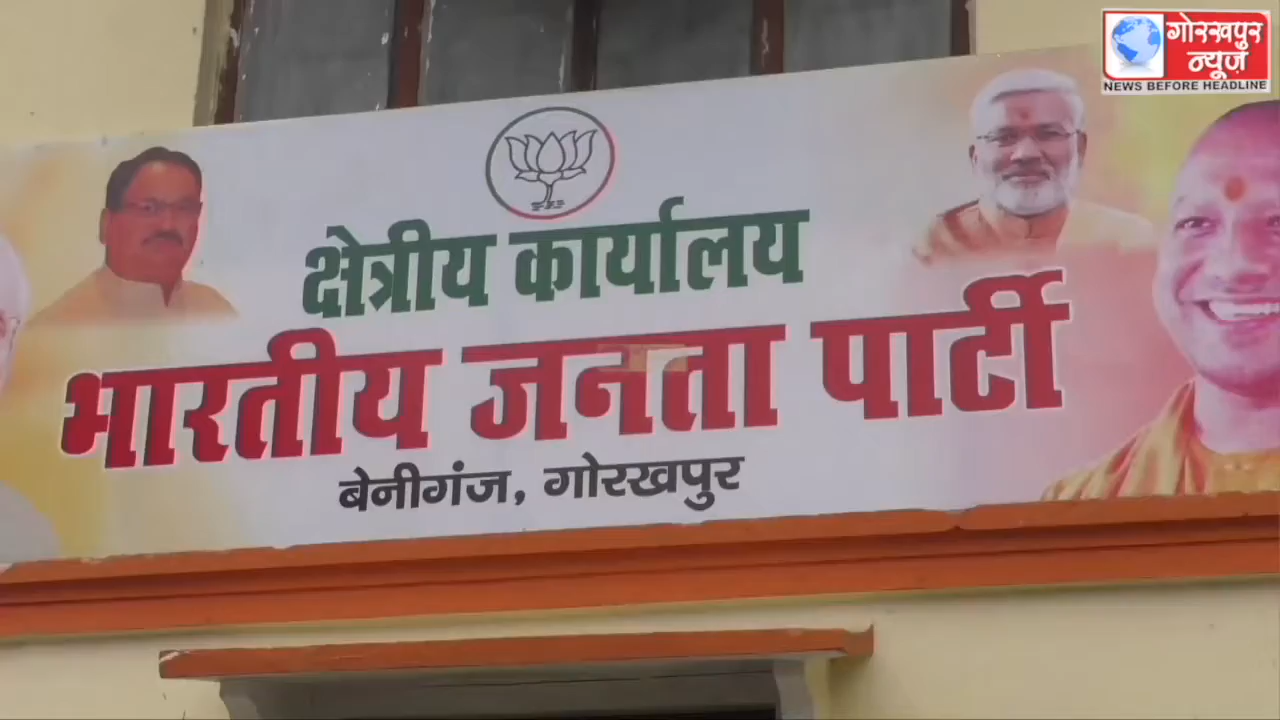 गोरखपुर
न्यूज़
NEWS BEFORE HEADLINE
क्षेत्रीय कार्यालय
भारतीय जनता पार्टी
बेनीगंज, गोरखपुर